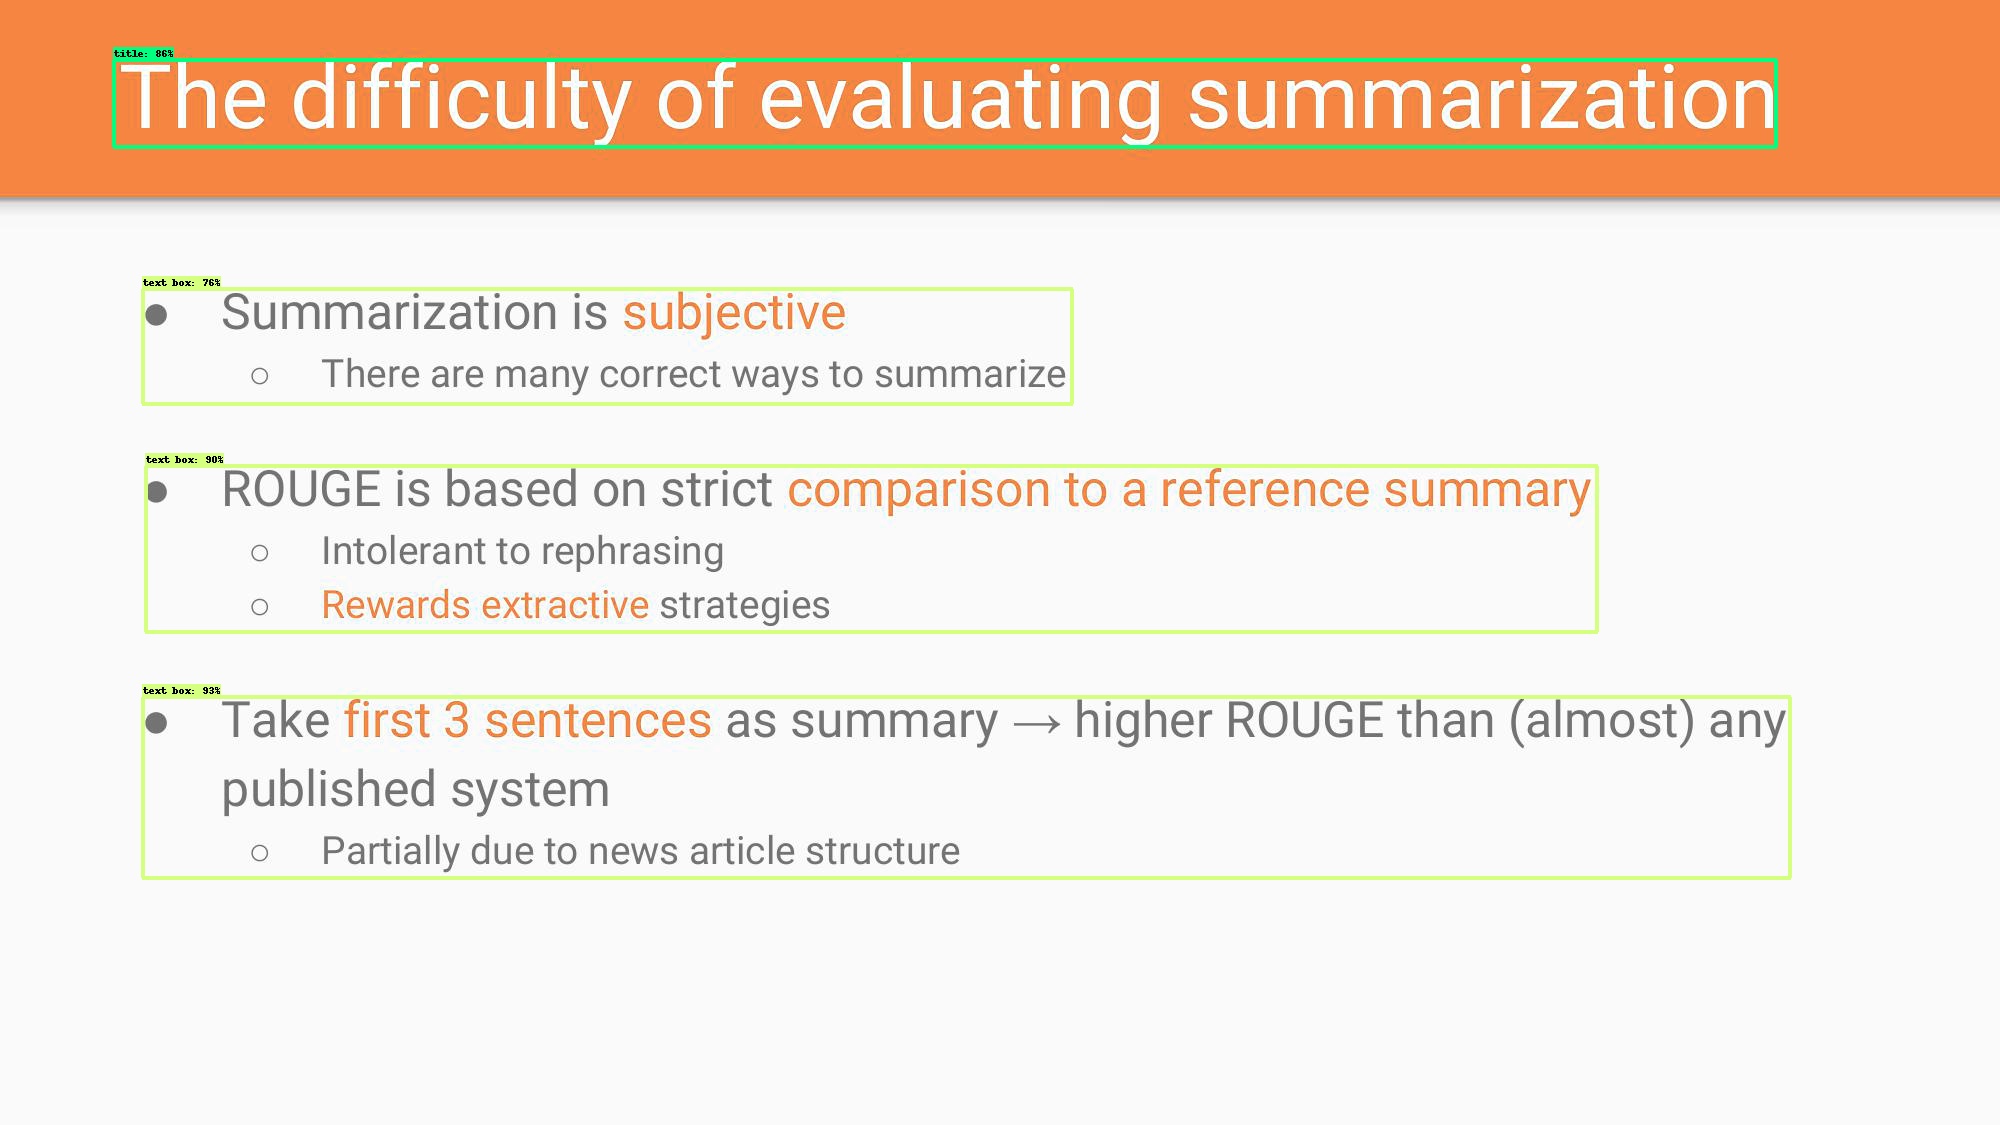 title: 86%
The difficulty of evaluating summarization
text box: 76%
● Summarization is subjective
○ There are many correct ways to summarize
text box: 90%
● ROUGE is based on strict comparison to a reference summary
○ Intolerant to rephrasing
○ Rewards extractive strategies
text box: 93%
● Take first 3 sentences as summary → higher ROUGE than (almost) any
published system
○ Partially due to news article structure